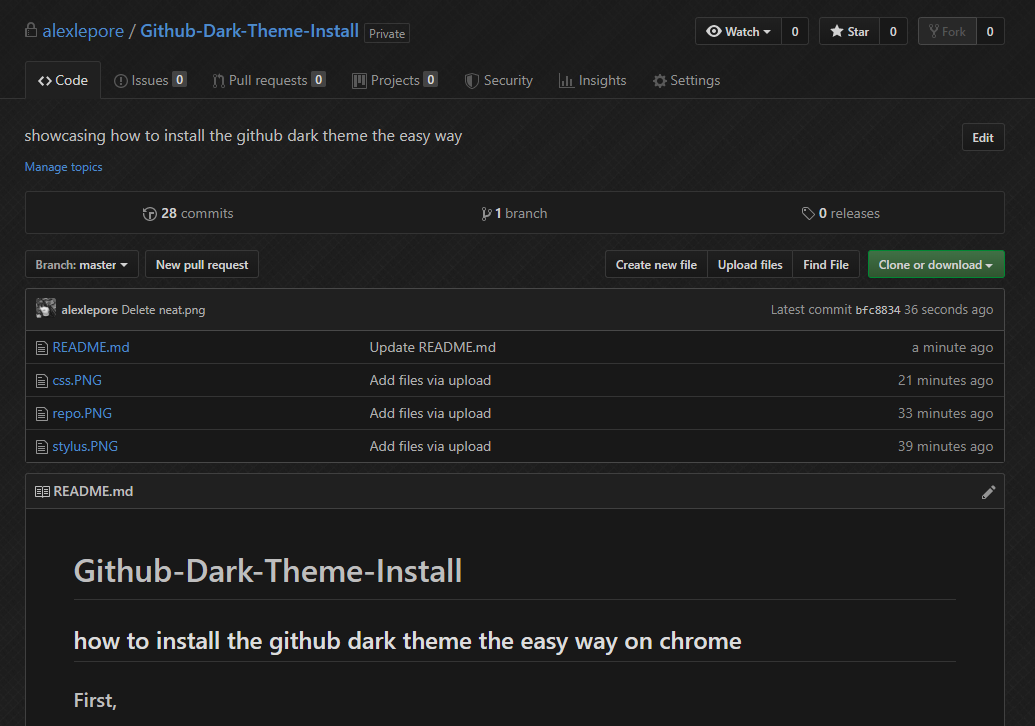 alexlepore / Github-Dark-Theme-Install Private Watch 0 Star 0 Fork 0
Code Issues 0 Pull requests 0 Projects 0 Security Insights Settings
showcasing how to install the github dark theme the easy way Edit
Manage topics
28 commits 1 branch 0 releases
Branch: master New pull request Create new file Upload files Find File Clone or download
alexlepore Delete neat.png Latest commit bfc8834 36 seconds ago
README.md Update README.md a minute ago
css.PNG Add files via upload 21 minutes ago
repo.PNG Add files via upload 33 minutes ago
stylus.PNG Add files via upload 39 minutes ago
README.md
Github-Dark-Theme-Install
how to install the github dark theme the easy way on chrome
First,